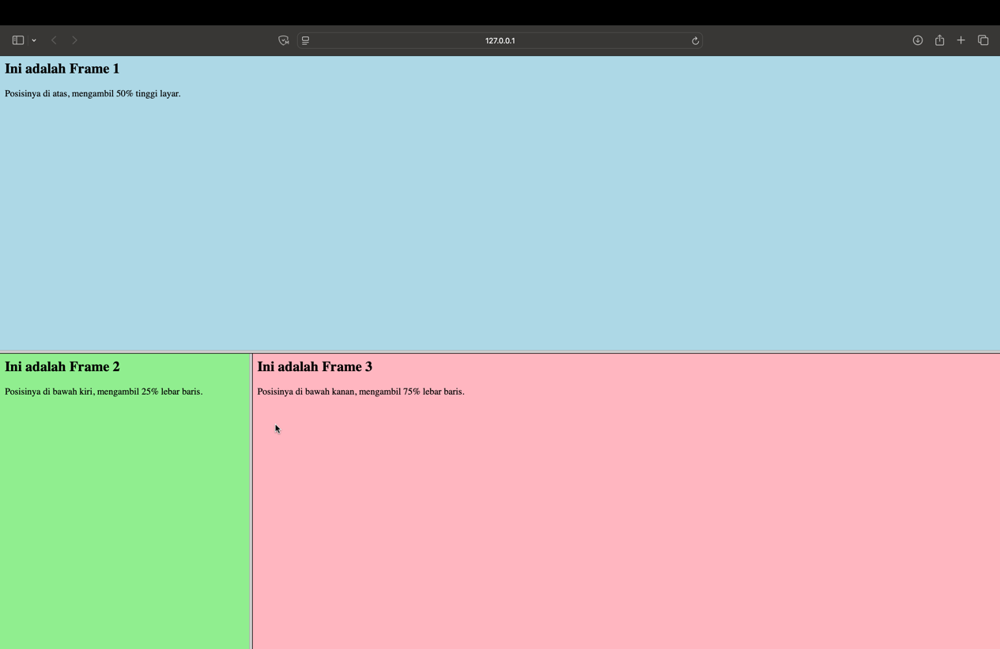 127.0.0.1
Ini adalah Frame 1
Posisinya di atas, mengambil 50% tinggi layar.
Ini adalah Frame 2
Posisinya di bawah kiri, mengambil 25% lebar baris.
Ini adalah Frame 3
Posisinya di bawah kanan, mengambil 75% lebar baris.